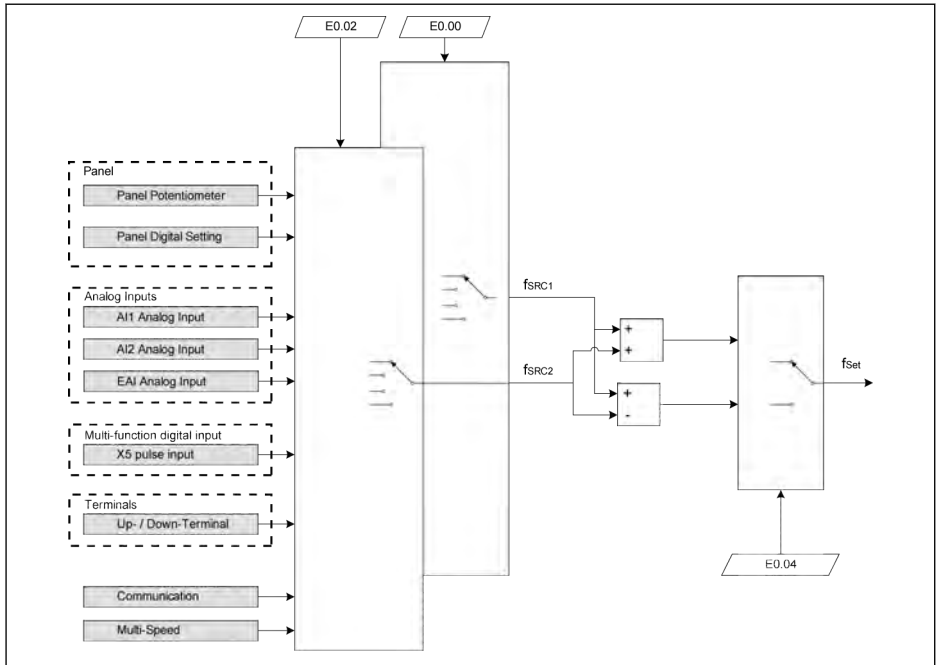 E0.02
E0.00
Panel
Panel Potentiometer
Panel Digital Setting
Analog Inputs
AI1 Analog Input
AI2 Analog Input
EAI Analog Input
Multi-function digital input
X5 pulse input
Terminals
Up- / Down-Terminal
Communication
Multi-Speed
fSRC1
fSRC2
+
+
+
-
fSet
E0.04